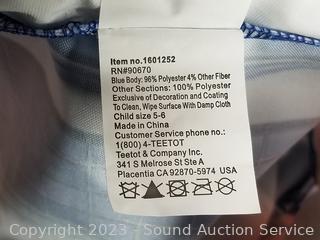 Item no.1601252
RN#90670
Blue Body: 96% Polyester 4% Other Fiber
Other Sections: 100% Polyester
Exclusive of Decoration and Coating
To Clean, Wipe Surface With Damp Cloth
Child size 5-6
Made in China
Customer Service phone no.:
1(800) 4-TEETOT
Teetot & Company Inc.
341 S Melrose St Ste A
Placentia CA 92870-5974 USA
Copyright 2023 - Sound Auction Service